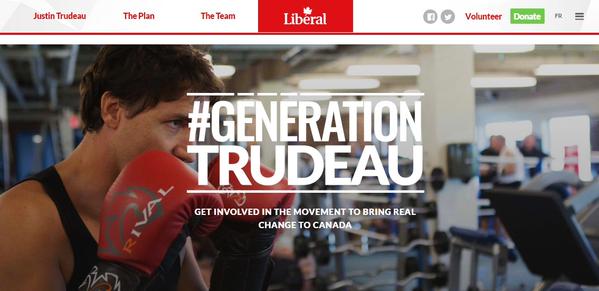 Justin Trudeau The Plan The Team Liberal Volunteer Donate FR
#GENERATION
TRUDEAU
GET INVOLVED IN THE MOVEMENT TO BRING REAL
CHANGE TO CANADA
RIVAL